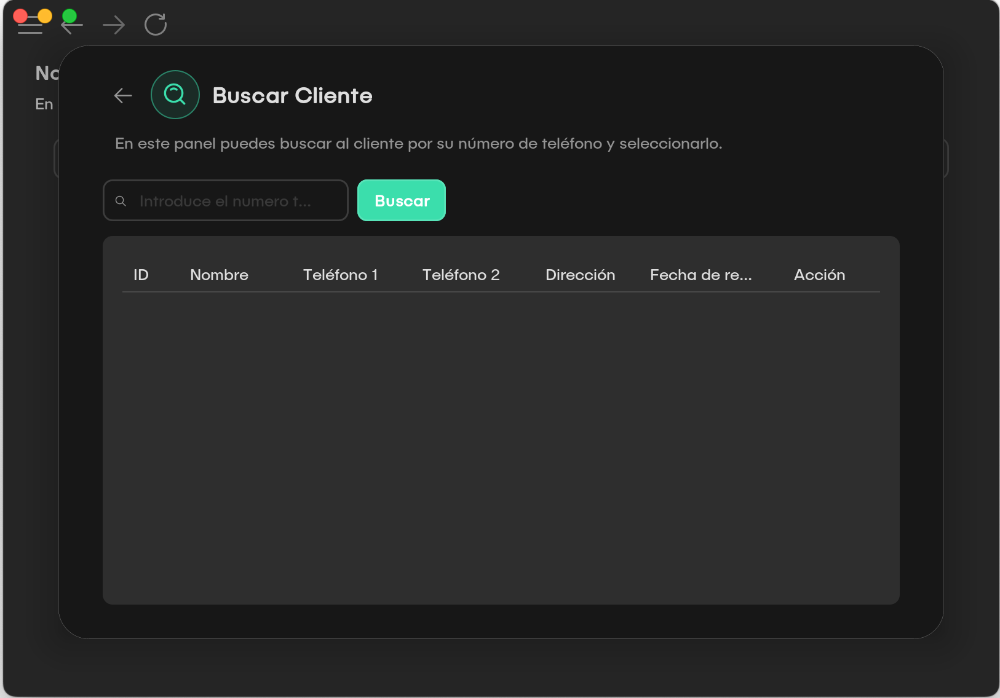 No
En
Buscar Cliente
En este panel puedes buscar al cliente por su número de teléfono y seleccionarlo.
Introduce el numero t...
Buscar
ID Nombre Teléfono 1 Teléfono 2 Dirección Fecha de re... Acción